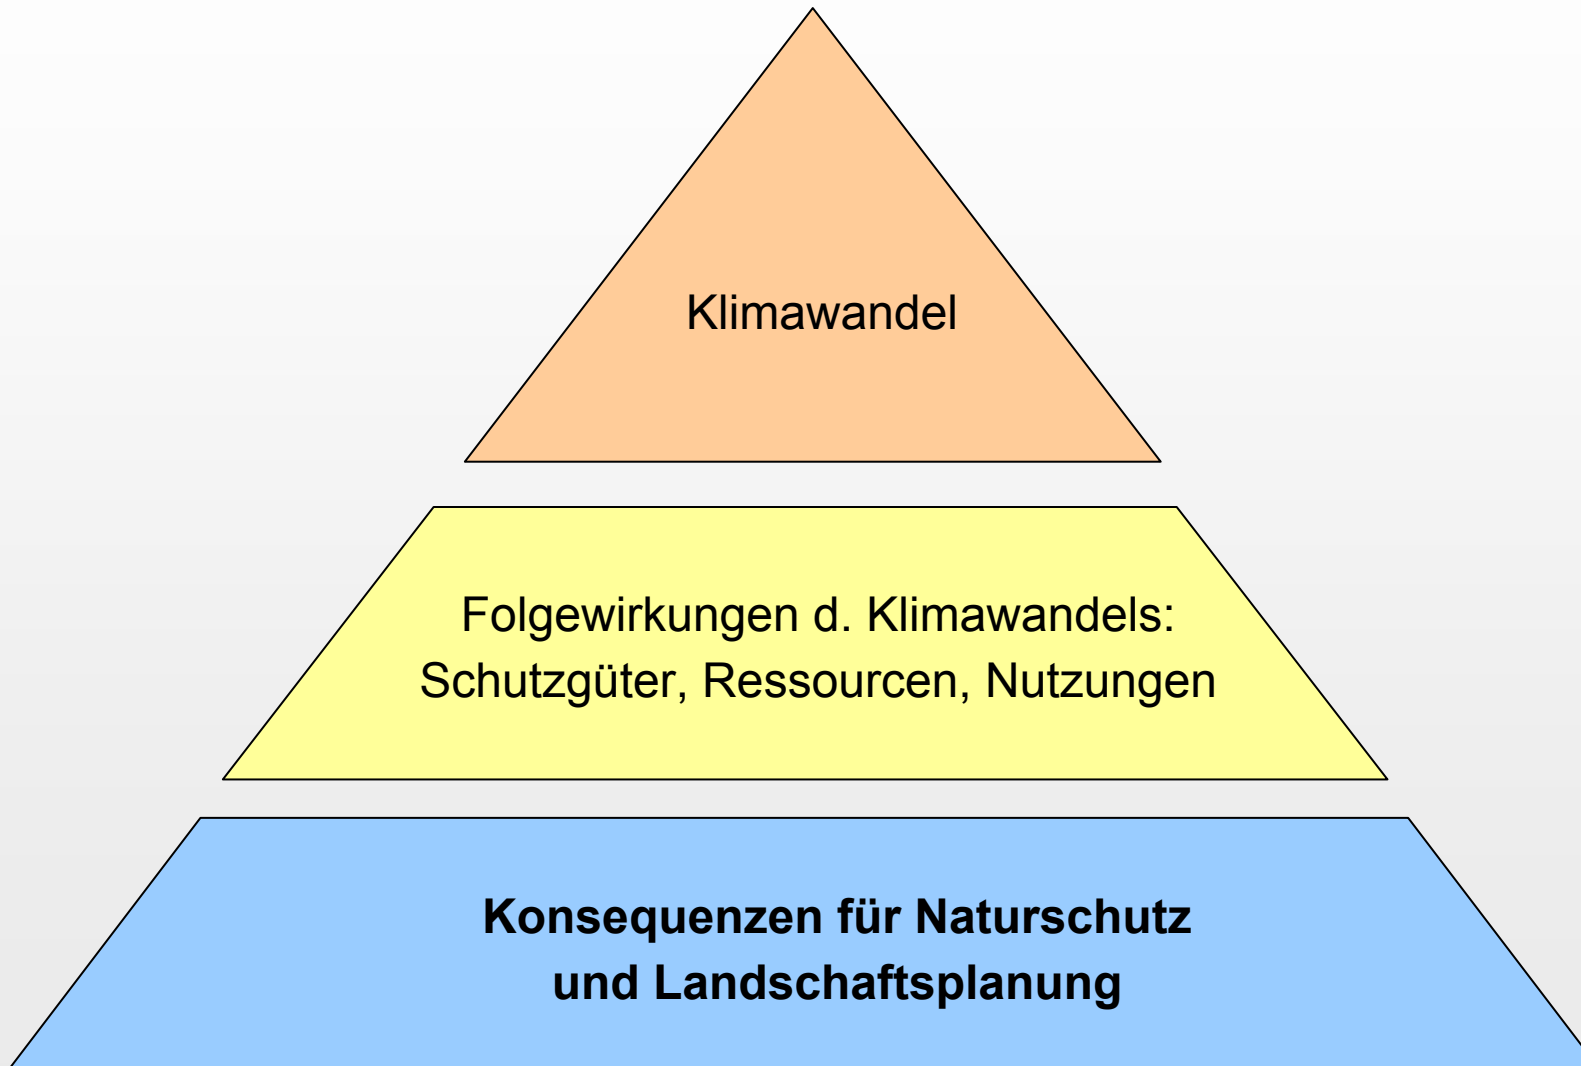 Klimawandel
Folgewirkungen d. Klimawandels:
Schutzgüter, Ressourcen, Nutzungen
Konsequenzen für Naturschutz
und Landschaftsplanung